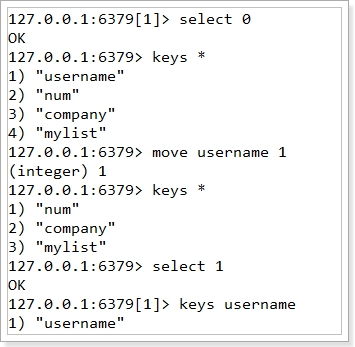 127.0.0.1:6379[1]> select 0
OK
127.0.0.1:6379> keys *
1) "username"
2) "num"
3) "company"
4) "mylist"
127.0.0.1:6379> move username 1
(integer) 1
127.0.0.1:6379> keys *
1) "num"
2) "company"
3) "mylist"
127.0.0.1:6379> select 1
OK
127.0.0.1:6379[1]> keys username
1) "username"